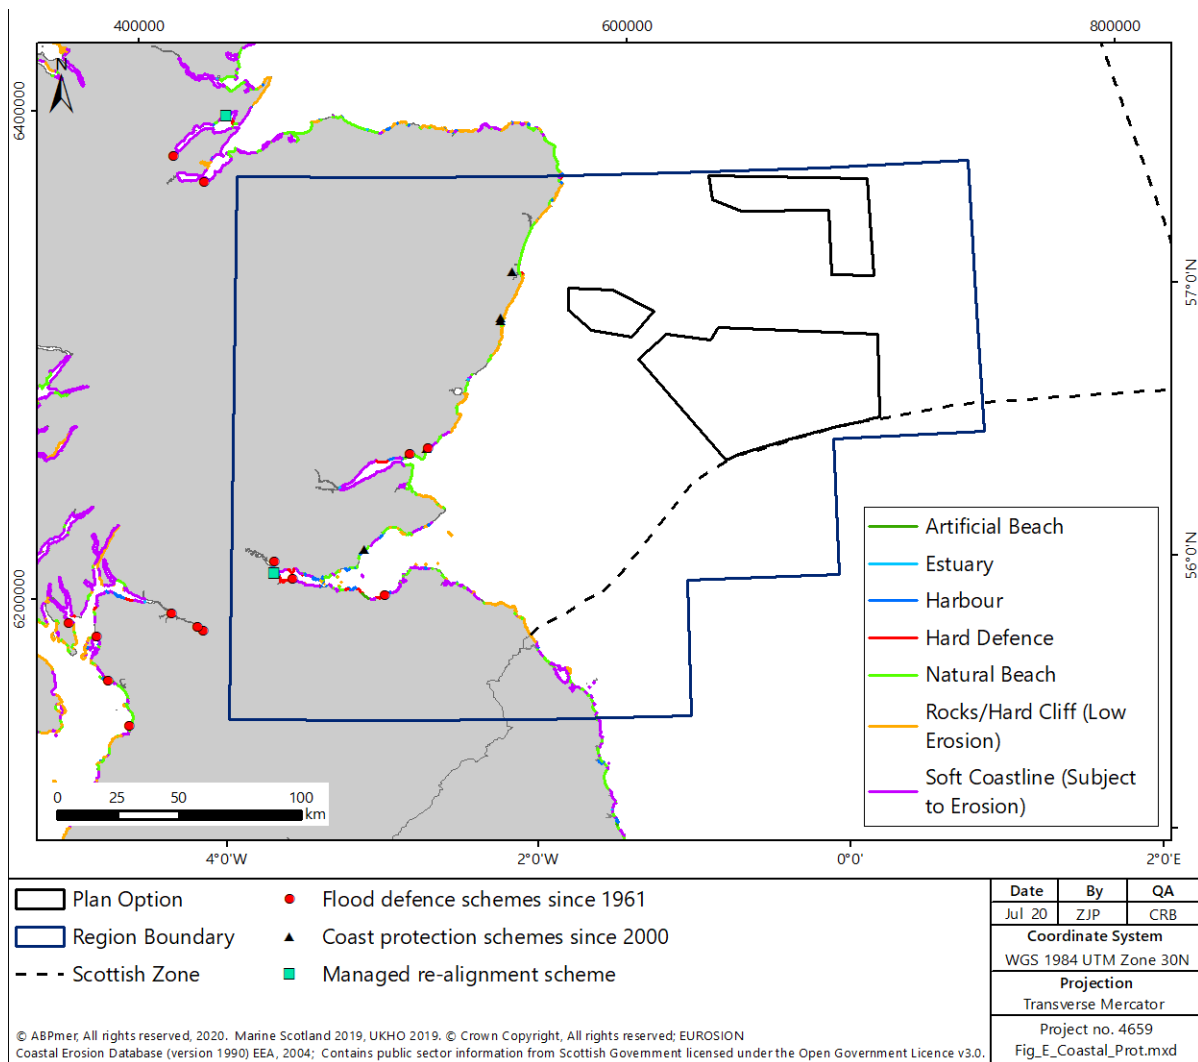 400000
600000
800000
N
6400000
6200000
57°0'N
56°0'N
Artificial Beach
Estuary
Harbour
Hard Defence
Natural Beach
Rocks/Hard Cliff (Low
Erosion)
Soft Coastline (Subject
to Erosion)
0
25
50
100
km
4°0'W
2°0'W
0°0'
2°0'E
Plan Option
Region Boundary
Scottish Zone
Flood defence schemes since 1961
Coast protection schemes since 2000
Managed re-alignment scheme
Date By QA
Jul 20 ZJP CRB
Coordinate System
WGS 1984 UTM Zone 30N
Projection
Transverse Mercator
Project no. 4659
Fig_E_Coastal_Prot.mxd
© ABPmer, All rights reserved, 2020. Marine Scotland 2019, UKHO 2019. © Crown Copyright, All rights reserved; EUROSION
Coastal Erosion Database (version 1990) EEA, 2004; Contains public sector information from Scottish Government licensed under the Open Government Licence v3.0.